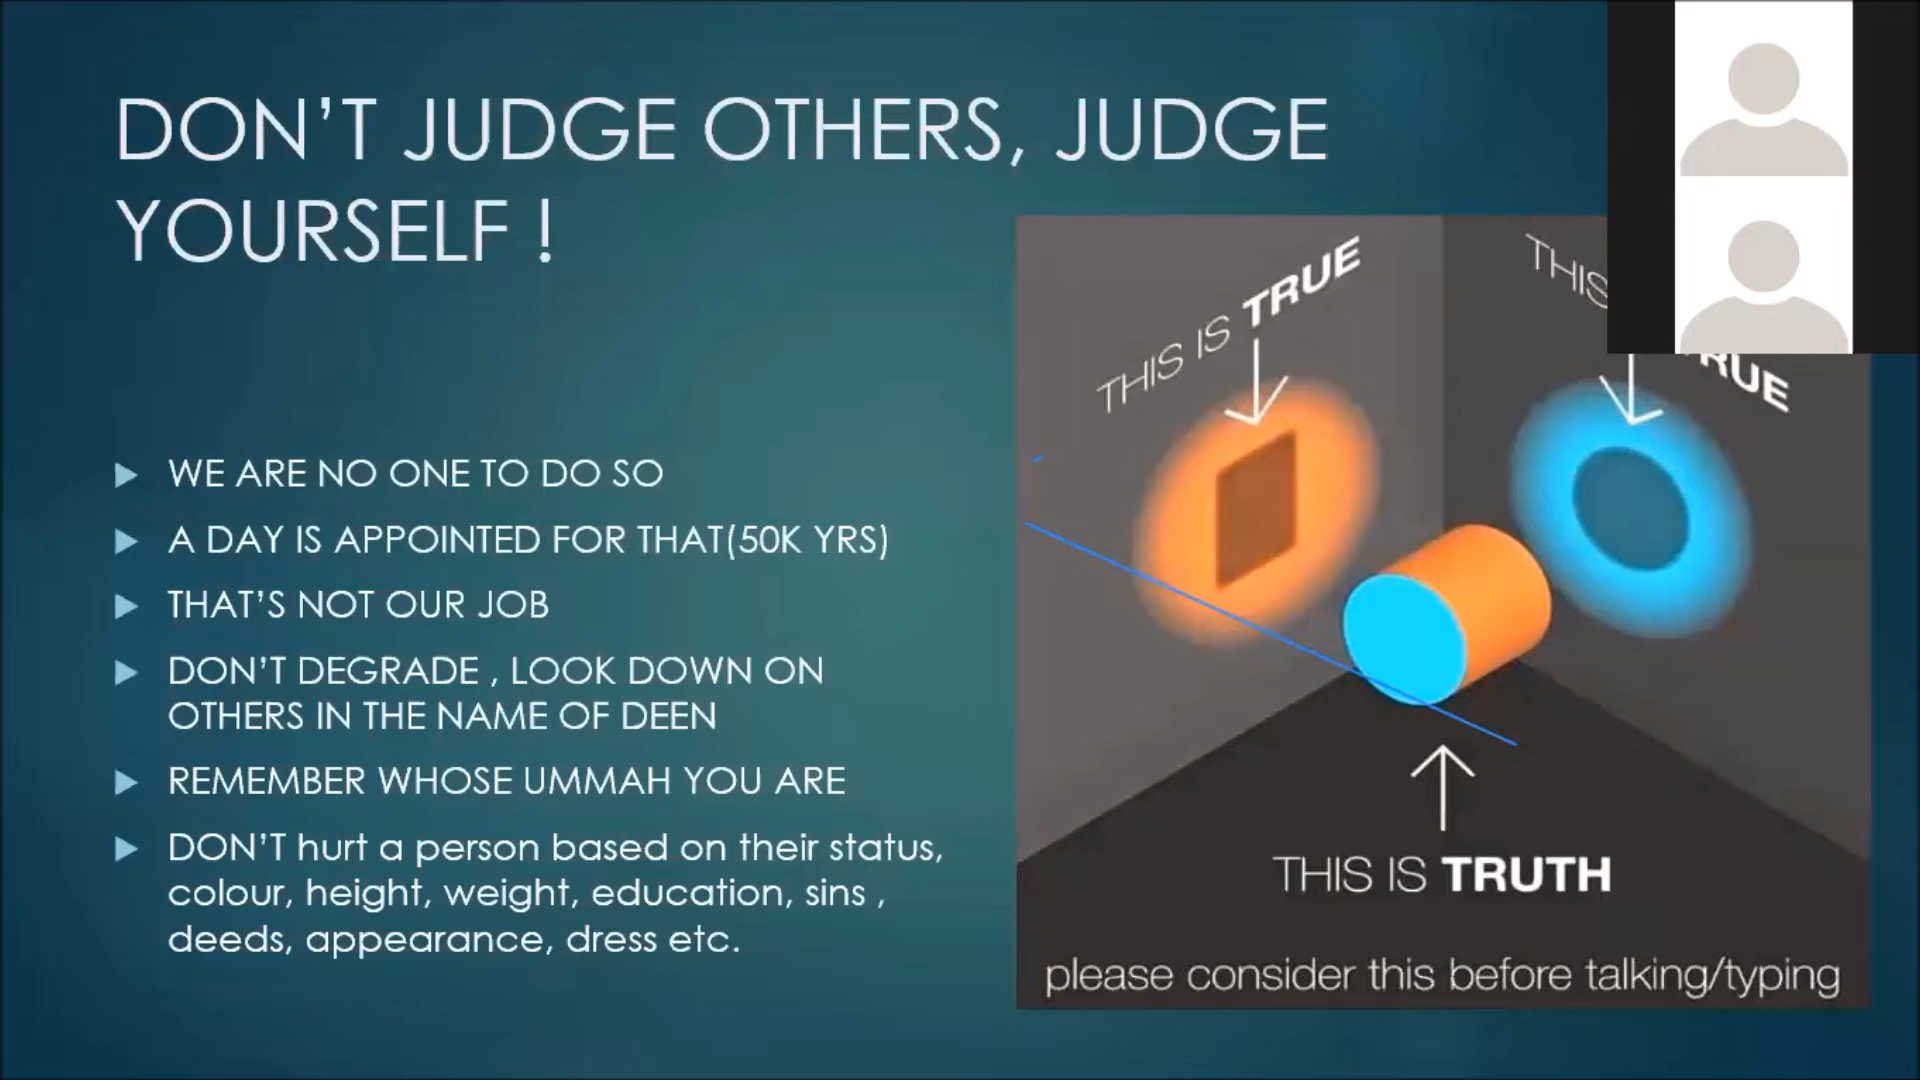 DON’T JUDGE OTHERS, JUDGE
YOURSELF !
WE ARE NO ONE TO DO SO
A DAY IS APPOINTED FOR THAT(50K YRS)
THAT’S NOT OUR JOB
DON’T DEGRADE , LOOK DOWN ON
OTHERS IN THE NAME OF DEEN
REMEMBER WHOSE UMMAH YOU ARE
DON’T hurt a person based on their status,
colour, height, weight, education, sins ,
deeds, appearance, dress etc.
THIS IS TRUE
THIS
THIS IS TRUTH
please consider this before talking/typing